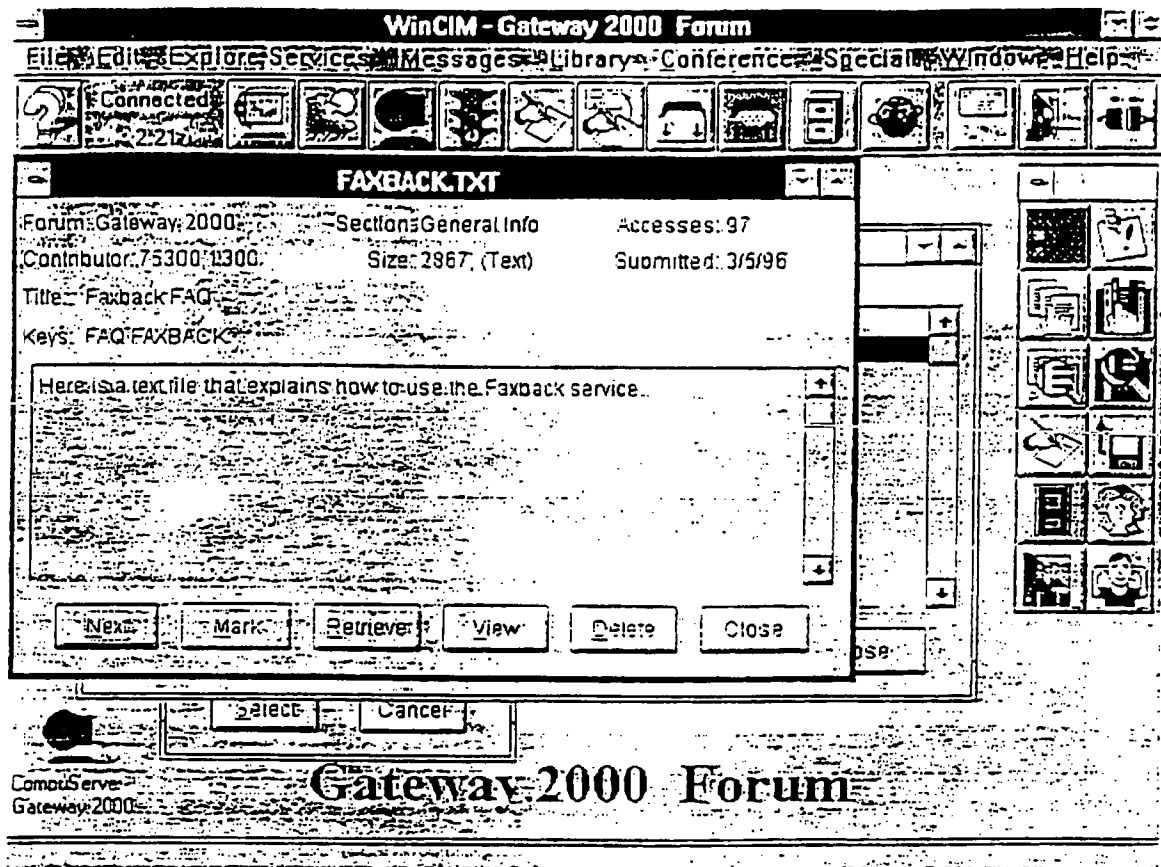 WinCIM - Gateway 2000 Forum
File Edit Explore Services Messages Library Conference Special Window Help
Connected
2:21
FAXBACK.TXT
Forum: Gateway 2000 Section: General Info Accesses: 97
Contributor: 75300,1300 Size: 2867, (Text) Submitted: 3/5/96
Title: Faxback FAQ
Keys: FAQ FAXBACK
Here is a text file that explains how to use the Faxback service.
Next Mark Retrieve View Delete Close
Select Cancel
CompuServe
Gateway 2000
Gateway 2000 Forum